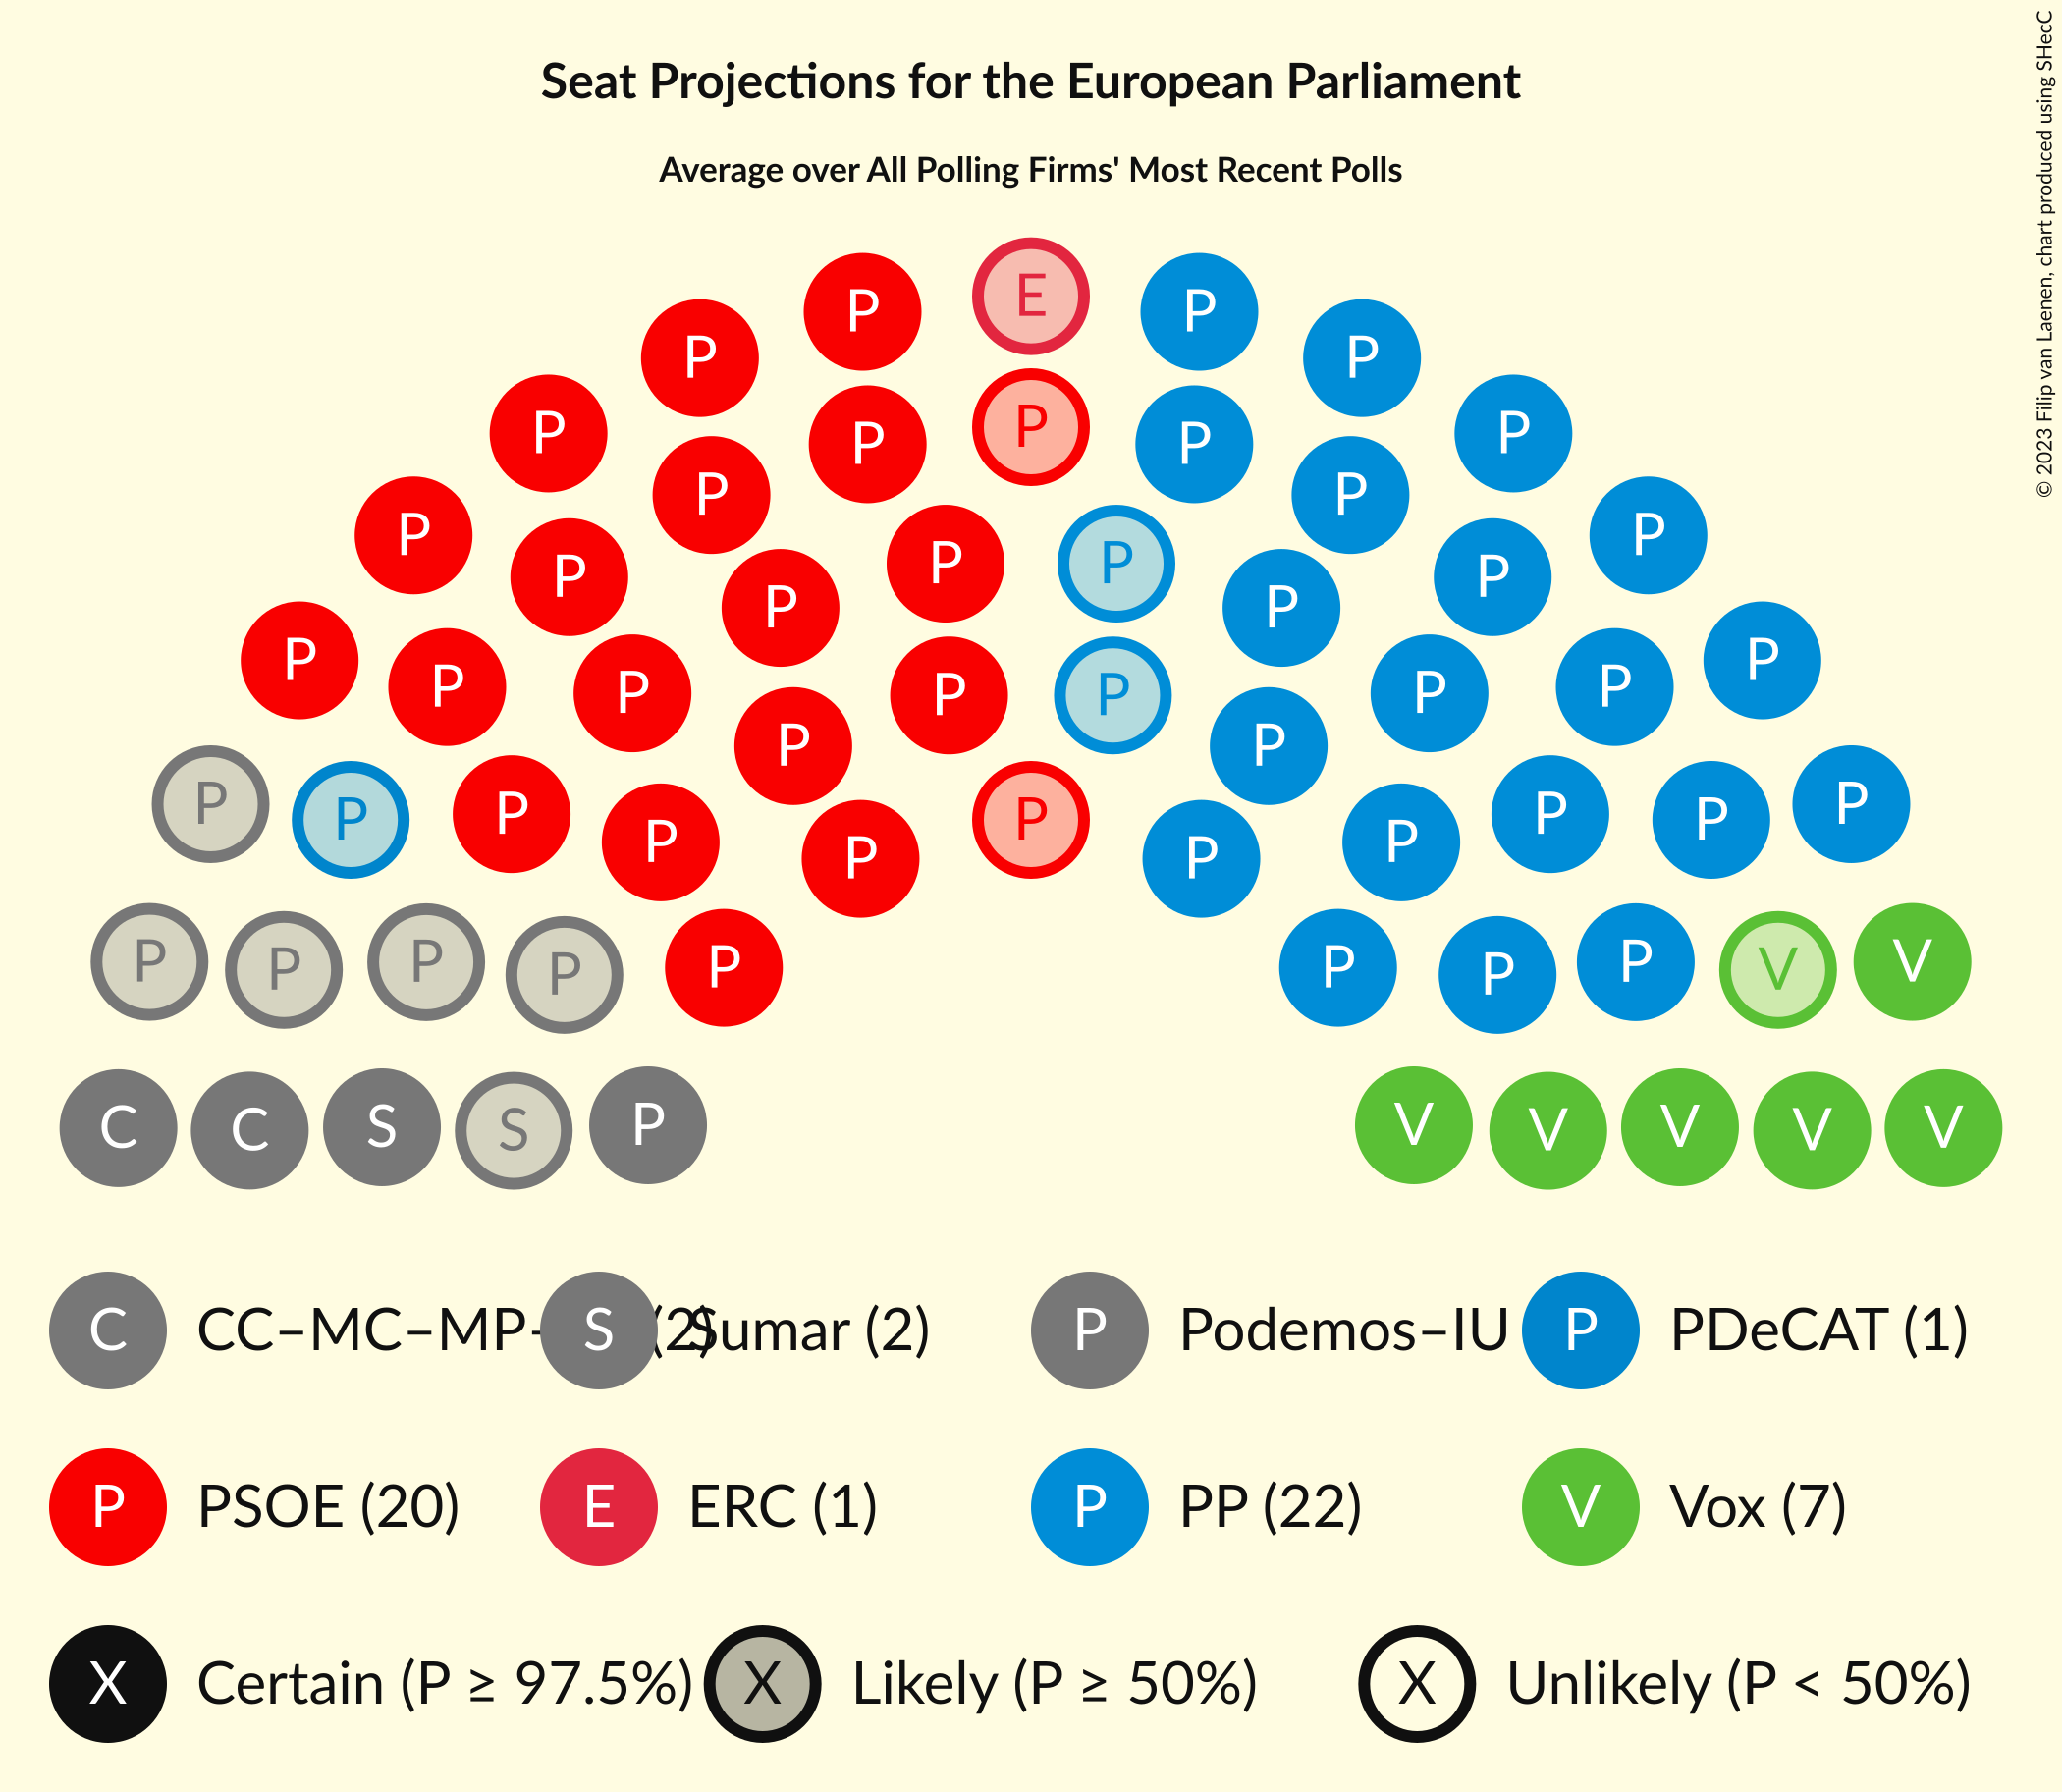 Seat Projections for the European Parliament
Average over All Polling Firms' Most Recent Polls
© 2023 Filip van Laenen, chart produced using SHecC
E
P P
P P
P
P P
P P
P P
P P
P P
P P
P P
P P
P P
P P P P
P P
P P
P P
P P P
P P
P P
P P P P P P P P V V
C C S S P V V V V V
C CC–MC–MP- (2) S Sumar (2) P Podemos–IU P PDeCAT (1)
P PSOE (20) E ERC (1) P PP (22) V Vox (7)
X Certain (P ≥ 97.5%) X Likely (P ≥ 50%) X Unlikely (P < 50%)